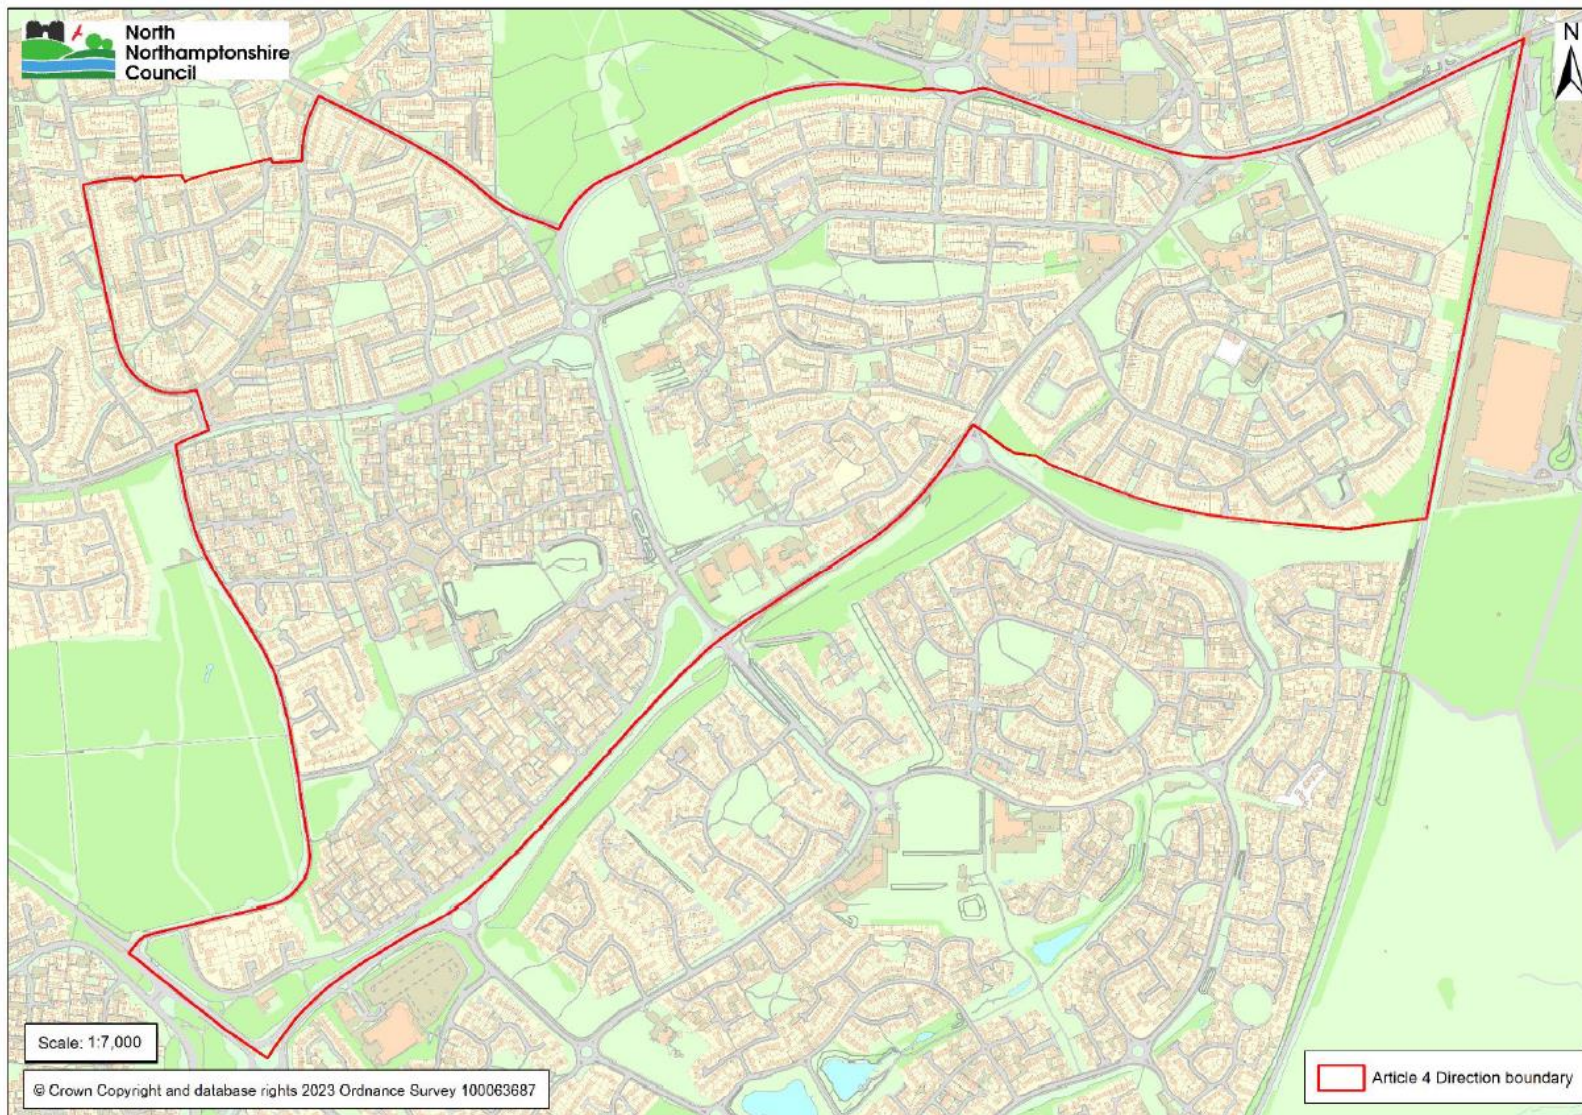 North
Northamptonshire
Council
N
Scale: 1:7,000
© Crown Copyright and database rights 2023 Ordnance Survey 100063687
Article 4 Direction boundary